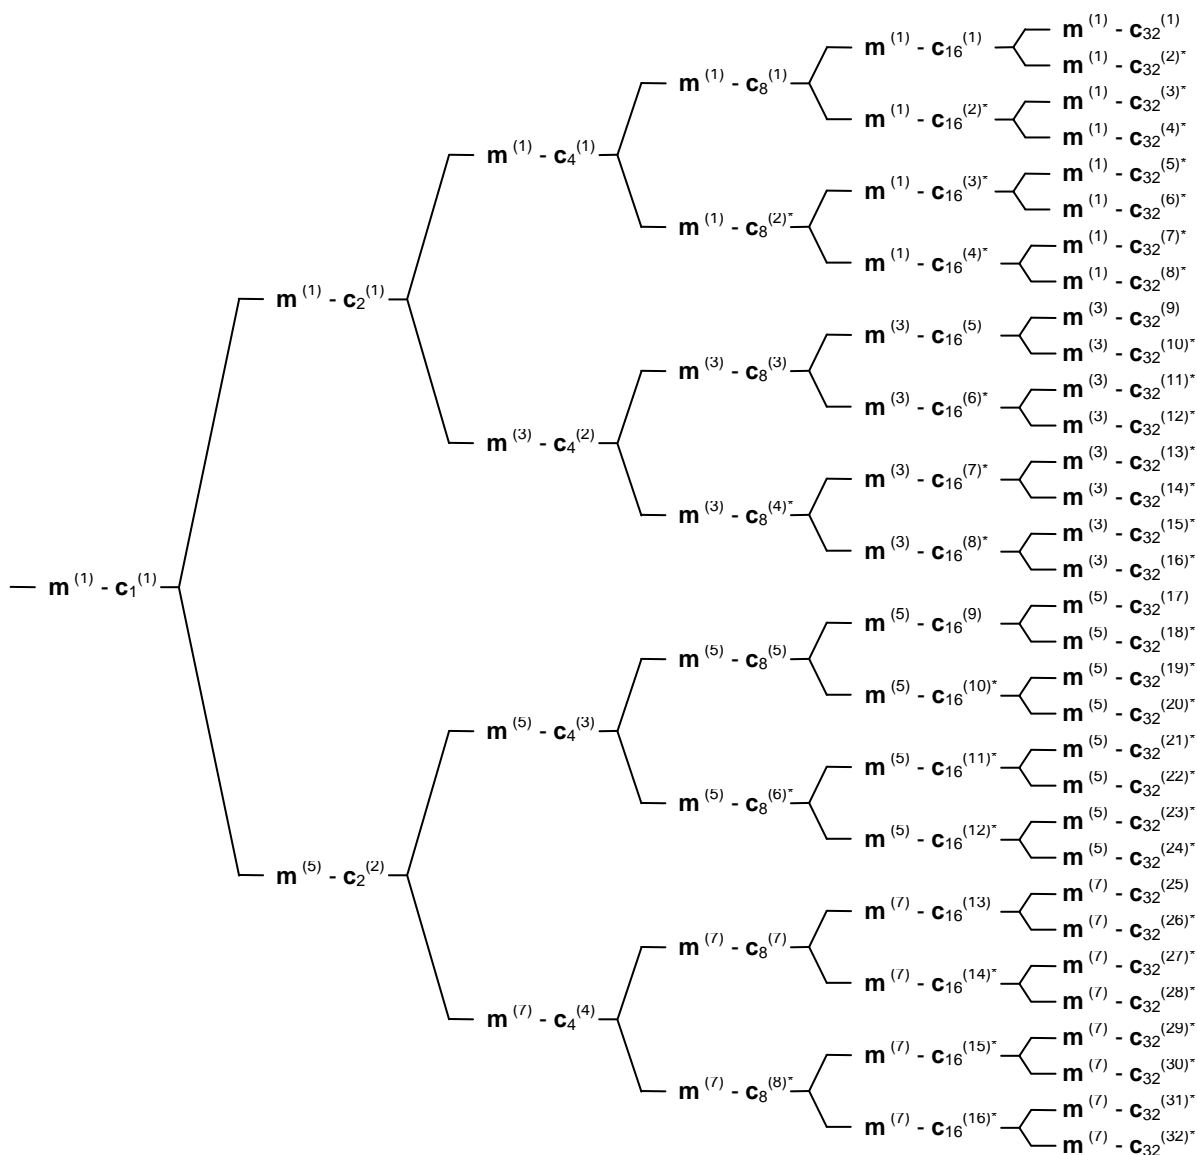 m(1) - c1(1)
m(1) - c2(1)
m(5) - c2(2)
m(1) - c4(1)
m(3) - c4(2)
m(5) - c4(3)
m(7) - c4(4)
m(1) - c8(1)
m(1) - c8(2)*
m(3) - c8(3)
m(3) - c8(4)*
m(5) - c8(5)
m(5) - c8(6)*
m(7) - c8(7)
m(7) - c8(8)*
m(1) - c16(1)
m(1) - c16(2)*
m(1) - c16(3)*
m(1) - c16(4)*
m(3) - c16(5)
m(3) - c16(6)*
m(3) - c16(7)*
m(3) - c16(8)*
m(5) - c16(9)
m(5) - c16(10)*
m(5) - c16(11)*
m(5) - c16(12)*
m(7) - c16(13)
m(7) - c16(14)*
m(7) - c16(15)*
m(7) - c16(16)*
m(1) - c32(1)
m(1) - c32(2)*
m(1) - c32(3)*
m(1) - c32(4)*
m(1) - c32(5)*
m(1) - c32(6)*
m(1) - c32(7)*
m(1) - c32(8)*
m(3) - c32(9)
m(3) - c32(10)*
m(3) - c32(11)*
m(3) - c32(12)*
m(3) - c32(13)*
m(3) - c32(14)*
m(3) - c32(15)*
m(3) - c32(16)*
m(5) - c32(17)
m(5) - c32(18)*
m(5) - c32(19)*
m(5) - c32(20)*
m(5) - c32(21)*
m(5) - c32(22)*
m(5) - c32(23)*
m(5) - c32(24)*
m(7) - c32(25)
m(7) - c32(26)*
m(7) - c32(27)*
m(7) - c32(28)*
m(7) - c32(29)*
m(7) - c32(30)*
m(7) - c32(31)*
m(7) - c32(32)*